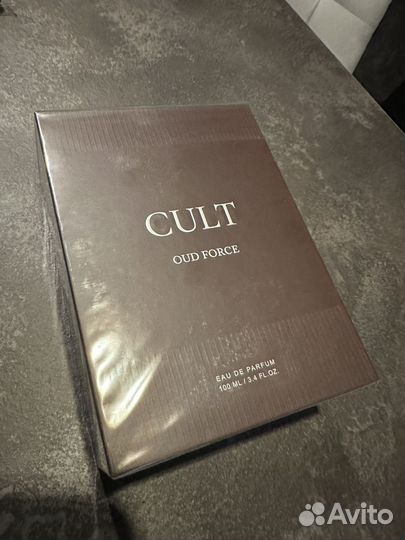 CULT
OUD FORCE
EAU DE PARFUM
100 ML / 3.4 FL.OZ.
Avito